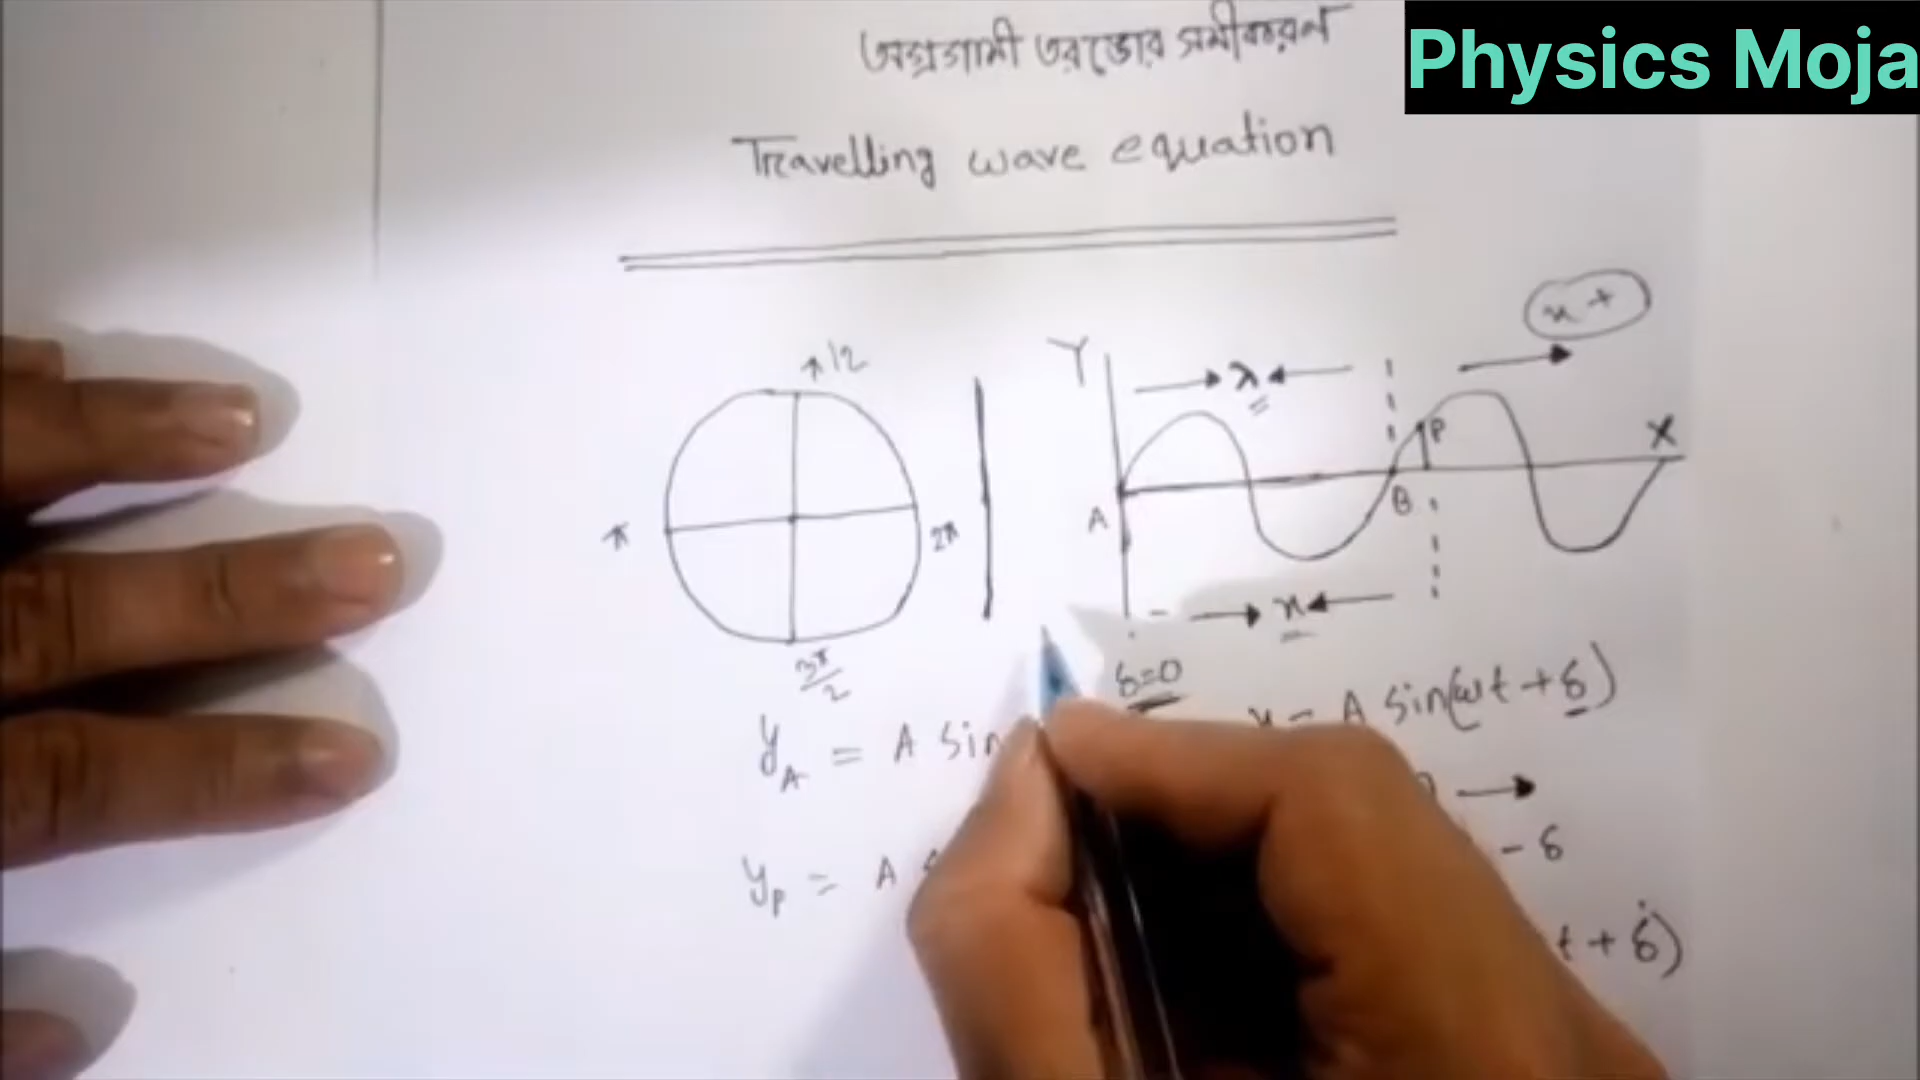 Physics Moja
অগ্রগামী তরঙ্গের সমীকরণ
Travelling wave equation
x +
π/2
Y
λ
P
X
A
B
π
2π
3π/2
x
δ=0
y_A = A sin
x = A sin(ωt + δ)
y_P = A
- δ
t + δ)